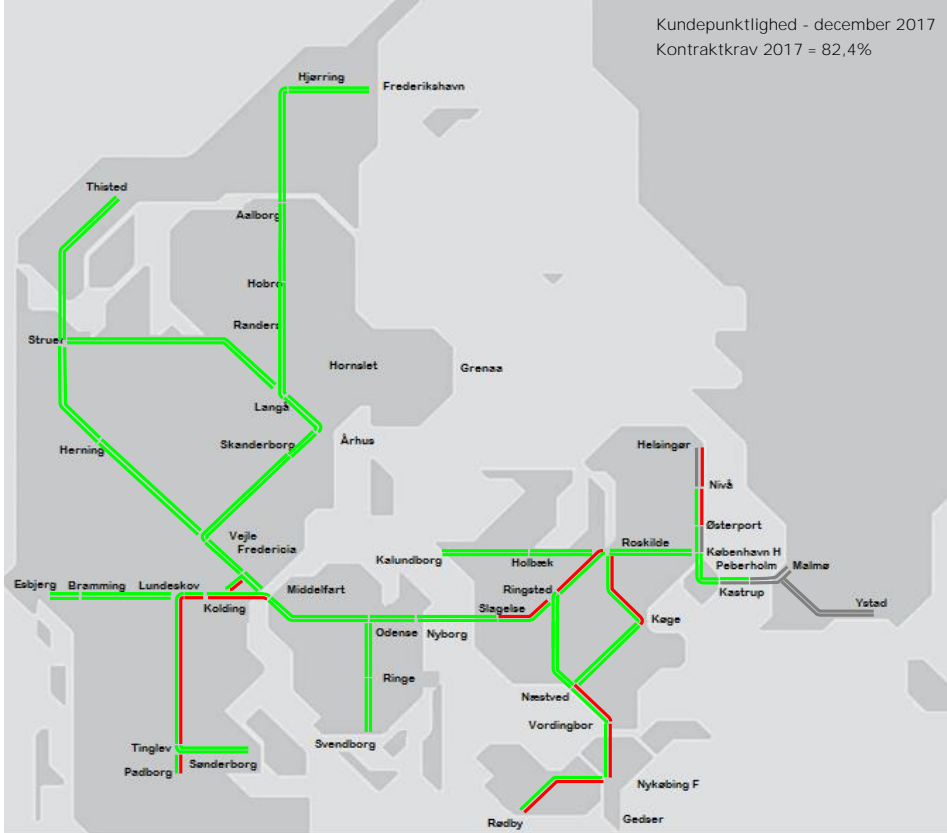 Kundepunktlighed - december 2017
Kontraktkrav 2017 = 82,4%
Hjørring
Frederikshavn
Thisted
Aalborg
Hobro
Randers
Struer
Hornslet
Grenaa
Langå
Århus
Skanderborg
Herning
Helsingør
Nivå
Østerport
Vejle
Fredericia
Roskilde
København H
Kalundborg
Holbæk
Peberholm
Malmø
Esbjerg
Bramming
Lundeskov
Middelfart
Ringsted
Kastrup
Kolding
Slagelse
Ystad
Køge
Odense
Nyborg
Ringe
Næstved
Vordingbor
Svendborg
Tinglev
Sønderborg
Padborg
Nykøbing F
Rødby
Gedser